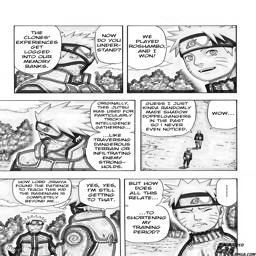 WE
PLAYED
ROSHAMBO,
AND I
WON!
NOW DO
YOU
UNDER-
STAND?
THE
CLONES'
EXPERIENCES
GET
LOGGED
INTO OUR
MEMORY
BANKS.
WOW...
GUESS I JUST
KINDA RANDOMLY
MADE SHADOW
DOPPELGANGERS
IN THE PAST
SO I NEVER
EVEN NOTICED.
ORIGINALLY,
THIS JUTSU
WAS USED FOR
PARTICULARLY
TRICKY
INTELLIGENCE
GATHERING...
...LIKE
TRAVERSING
DANGEROUS
TERRAIN OR
INFILTRATING
ENEMY
STRONG-
HOLDS.
BUT HOW
DOES ALL
THIS
RELATE...
...TO
SHORTENING
MY
TRAINING
PERIOD?
YES, YES,
I'M STILL
GETTING
TO THAT.
HOW LORD JIRAIYA
FOUND THE PATIENCE
TO TEACH THIS KID
THE RASENGAN IS
COMPLETELY
BEYOND
ME...